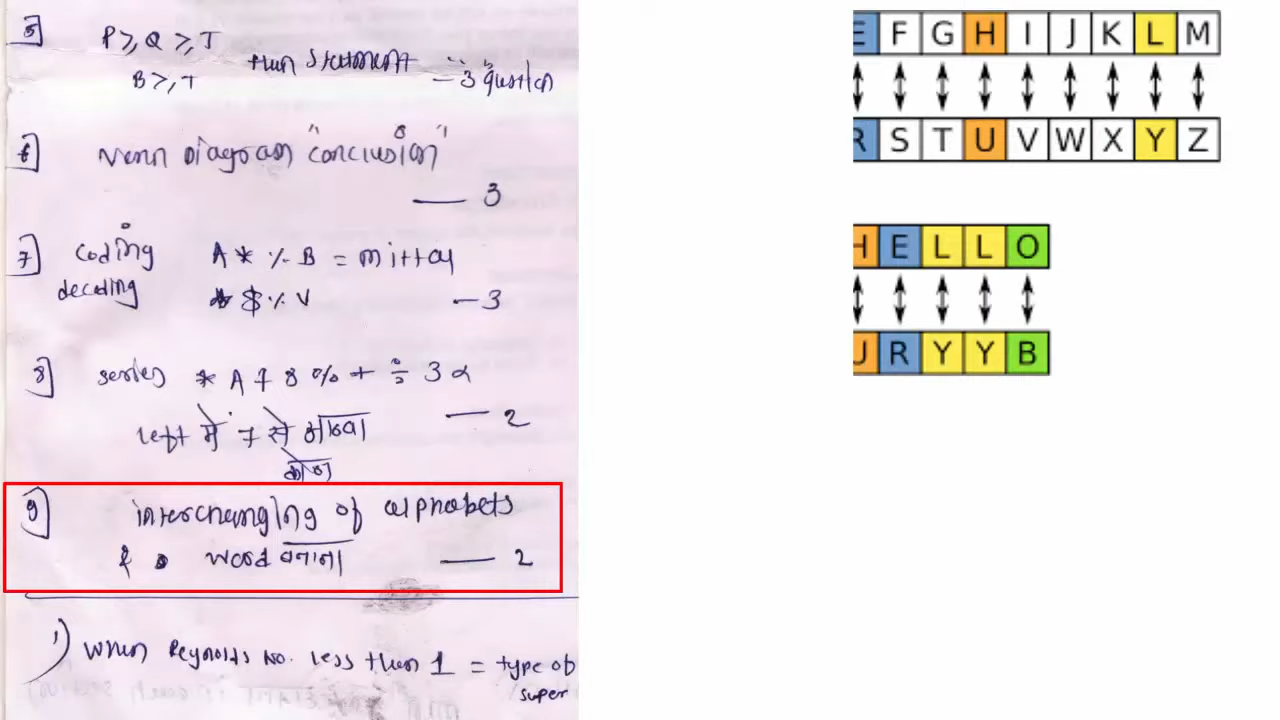 5 P ≥, Q ≥, T
B ≥, T then statement — 3 question
6 Venn Diagram "conclusion"
— 3
7 coding A * % B = mittal
decoding $ % V — 3
8 series * A 7 8 % + ÷ 3 α
left में 7 से — 2
9 interchanging of alphabets
& word बनाना — 2
1) When Reynolds No. less then 1 = type of
super
E F G H I J K L M
R S T U V W X Y Z
H E L L O
U R Y Y B